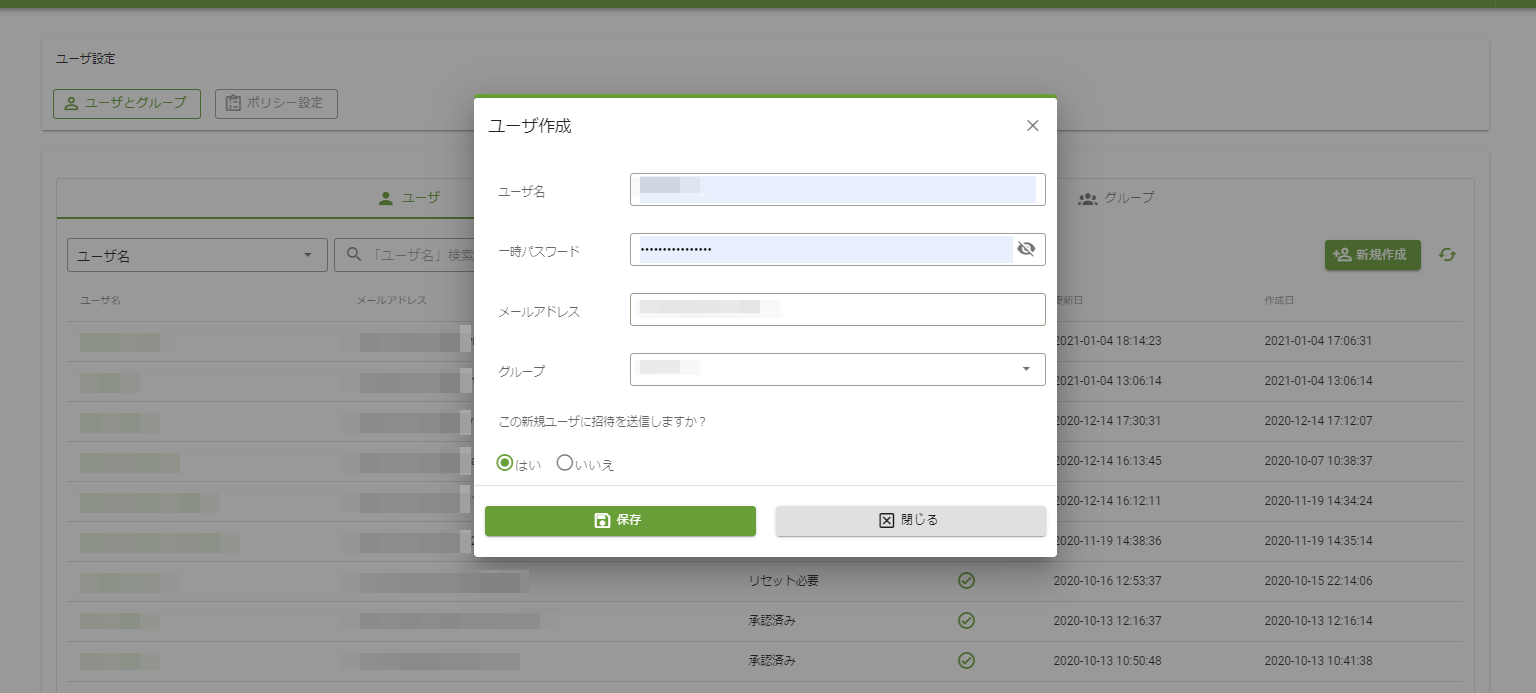 ユーザ設定
ユーザとグループ
ポリシー設定
ユーザ作成
ユーザ名
一時パスワード
••••••••••••••••
メールアドレス
グループ
この新規ユーザに招待を送信しますか？
はい
いいえ
保存
閉じる
ユーザ
グループ
ユーザ名
「ユーザ名」検索
新規作成
ユーザ名 メールアドレス 更新日 作成日
2021-01-04 18:14:23 2021-01-04 17:06:31
2021-01-04 13:06:14 2021-01-04 13:06:14
2020-12-14 17:30:31 2020-12-14 17:12:07
2020-12-14 16:13:45 2020-10-07 10:38:37
2020-12-14 16:12:11 2020-11-19 14:34:24
2020-11-19 14:38:36 2020-11-19 14:35:14
リセット必要 2020-10-16 12:53:37 2020-10-15 22:14:06
承認済み 2020-10-13 12:16:37 2020-10-13 12:16:14
承認済み 2020-10-13 10:50:48 2020-10-13 10:41:38